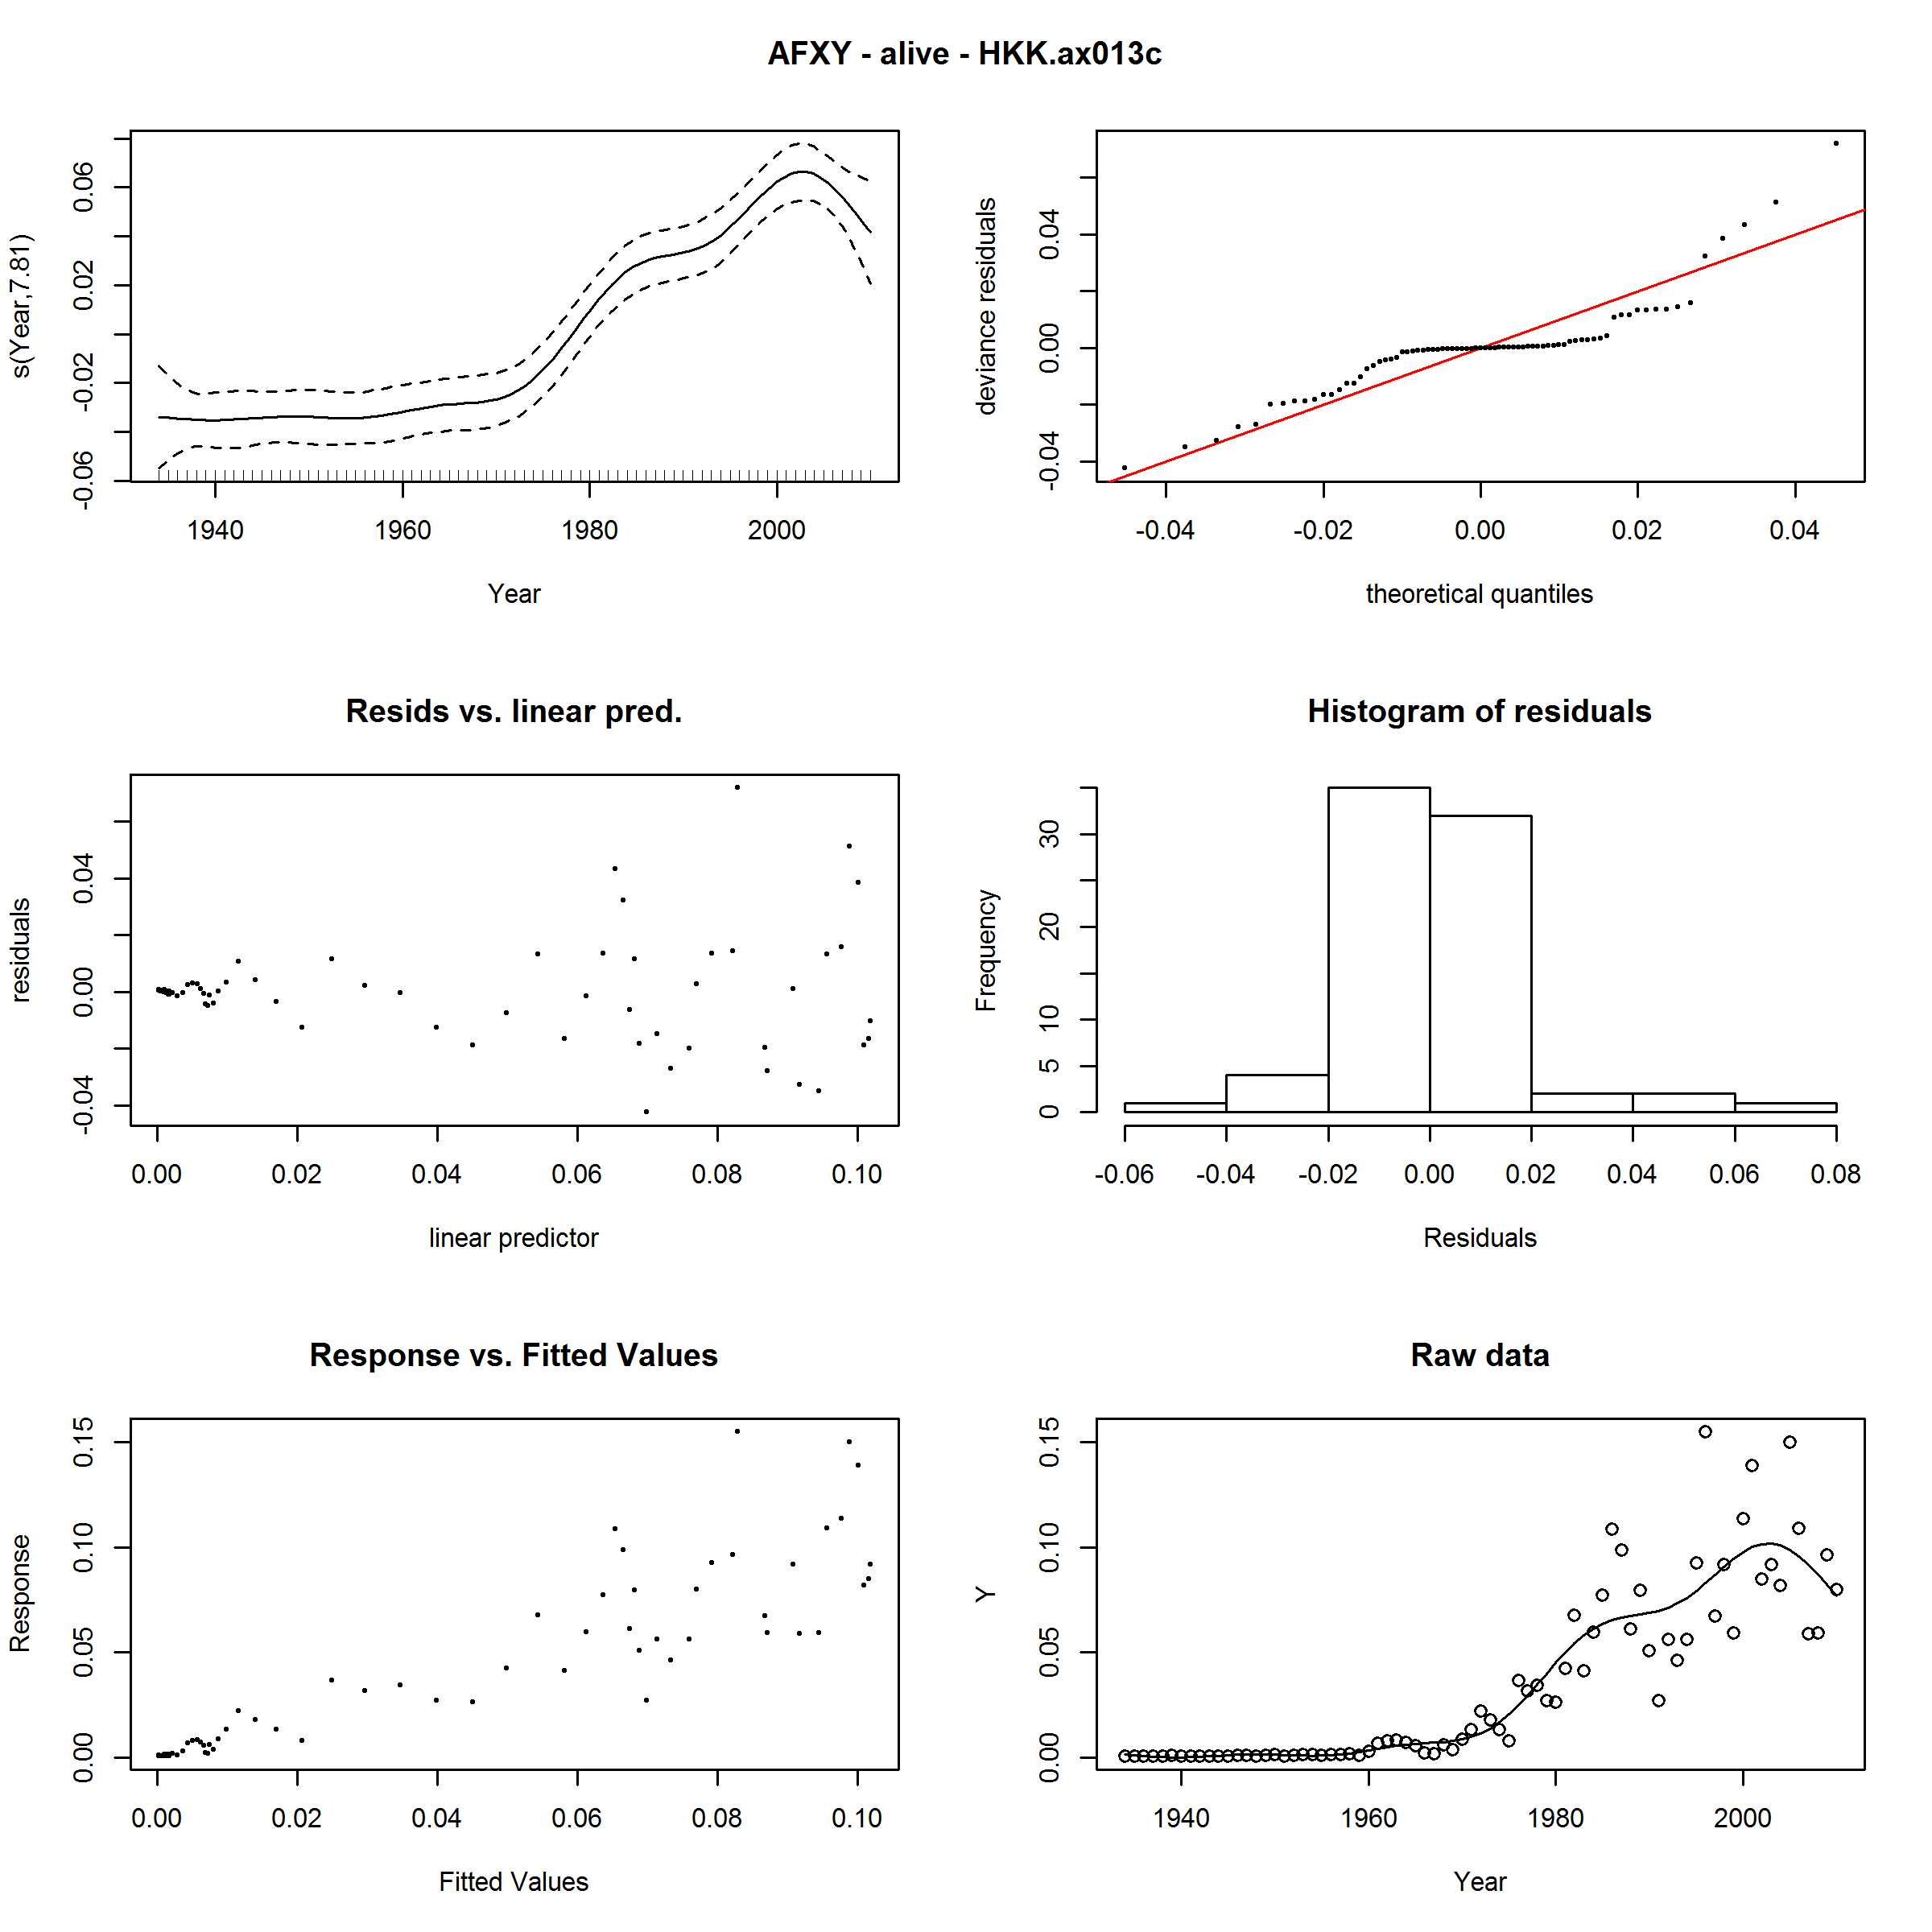 AFXY - alive - HKK.ax013c
s(Year,7.81)
-0.06 -0.02 0.02 0.06
1940 1960 1980 2000
Year
deviance residuals
-0.04 0.00 0.04
-0.04 -0.02 0.00 0.02 0.04
theoretical quantiles
Resids vs. linear pred.
residuals
-0.04 0.00 0.04
0.00 0.02 0.04 0.06 0.08 0.10
linear predictor
Histogram of residuals
Frequency
0 5 10 20 30
-0.06 -0.04 -0.02 0.00 0.02 0.04 0.06 0.08
Residuals
Response vs. Fitted Values
Response
0.00 0.05 0.10 0.15
0.00 0.02 0.04 0.06 0.08 0.10
Fitted Values
Raw data
Y
0.00 0.05 0.10 0.15
1940 1960 1980 2000
Year